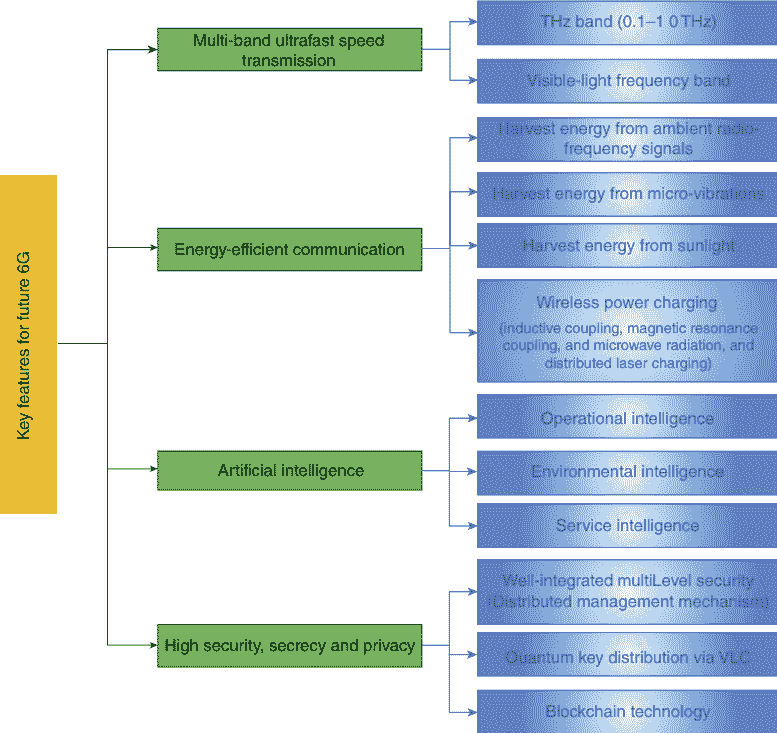 Key features for future 6G
Multi-band ultrafast speed
transmission
THz band (0.1–1 0 THz)
Visible-light frequency band
Energy-efficient communication
Harvest energy from ambient radio-
frequency signals
Harvest energy from micro-vibrations
Harvest energy from sunlight
Wireless power charging
(inductive coupling, magnetic resonance
coupling, and microwave radiation, and
distributed laser charging)
Artificial intelligence
Operational intelligence
Environmental intelligence
Service intelligence
High security, secrecy and privacy
Well-integrated multiLevel security
(Distributed management mechanism)
Quantum key distribution via VLC
Blockchain technology